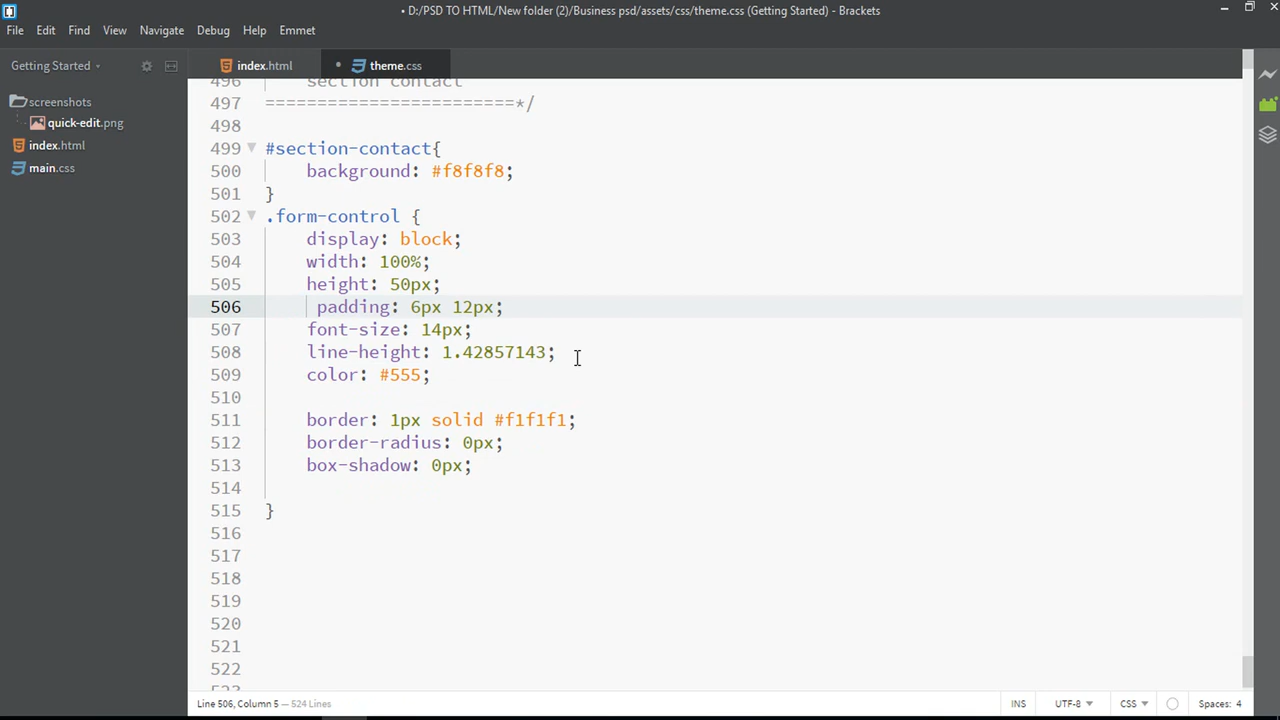 • D:/PSD TO HTML/New folder (2)/Business psd/assets/css/theme.css (Getting Started) - Brackets
File Edit Find View Navigate Debug Help Emmet
Getting Started
index.html
• theme.css
screenshots
quick-edit.png
index.html
main.css
496 section contact
497 ========================*/
498
499 #section-contact{
500 background: #f8f8f8;
501 }
502 .form-control {
503 display: block;
504 width: 100%;
505 height: 50px;
506 padding: 6px 12px;
507 font-size: 14px;
508 line-height: 1.42857143;
509 color: #555;
510
511 border: 1px solid #f1f1f1;
512 border-radius: 0px;
513 box-shadow: 0px;
514
515 }
516
517
518
519
520
521
522
523
Line 506, Column 5 — 524 Lines
INS UTF-8 CSS Spaces: 4